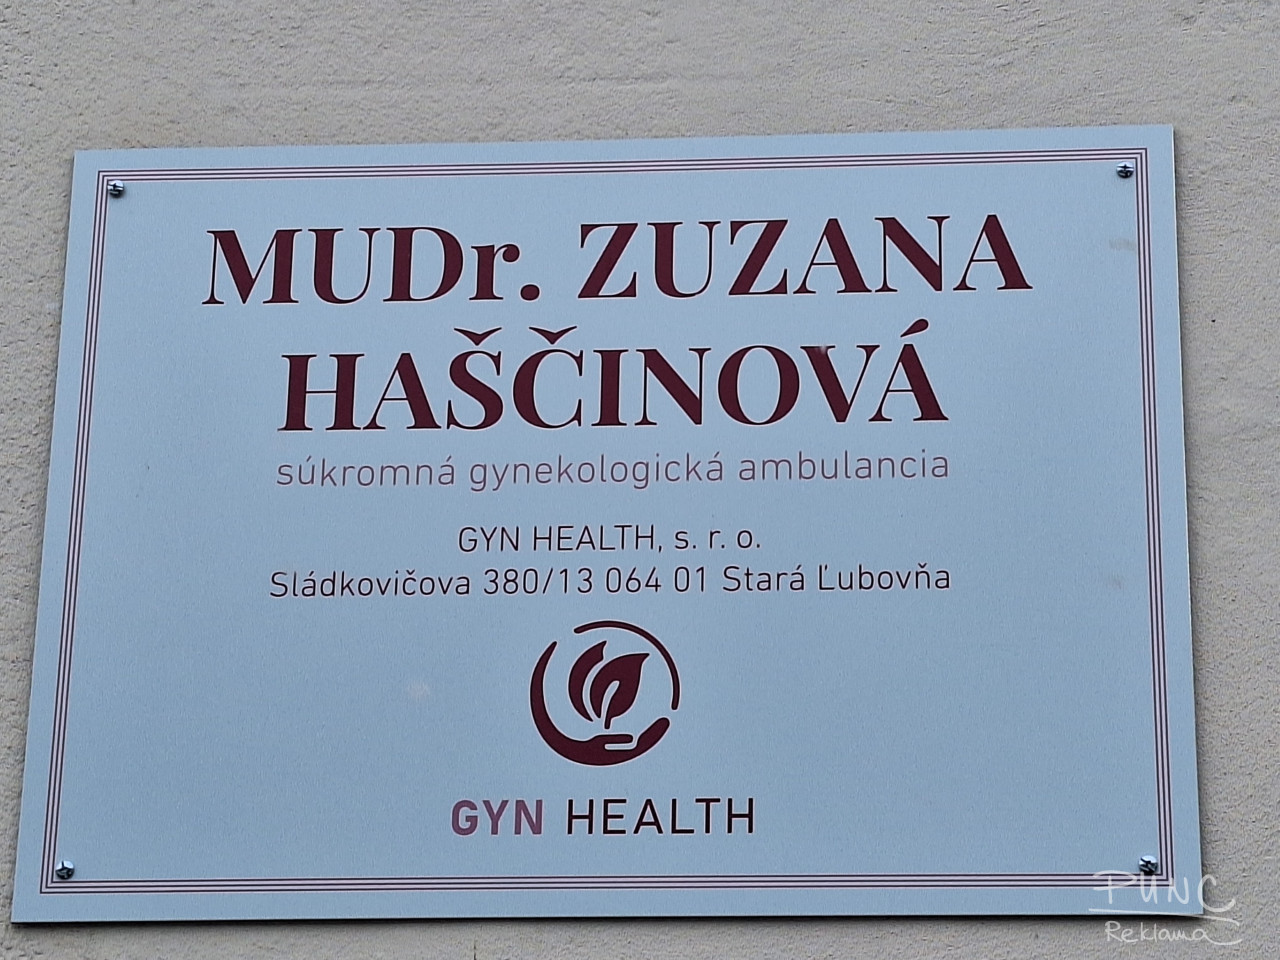 MUDr. ZUZANA
HAŠČINOVÁ
súkromná gynekologická ambulancia
GYN HEALTH, s. r. o.
Sládkovičova 380/13 064 01 Stará Ľubovňa
GYN HEALTH
PUNC
Reklama